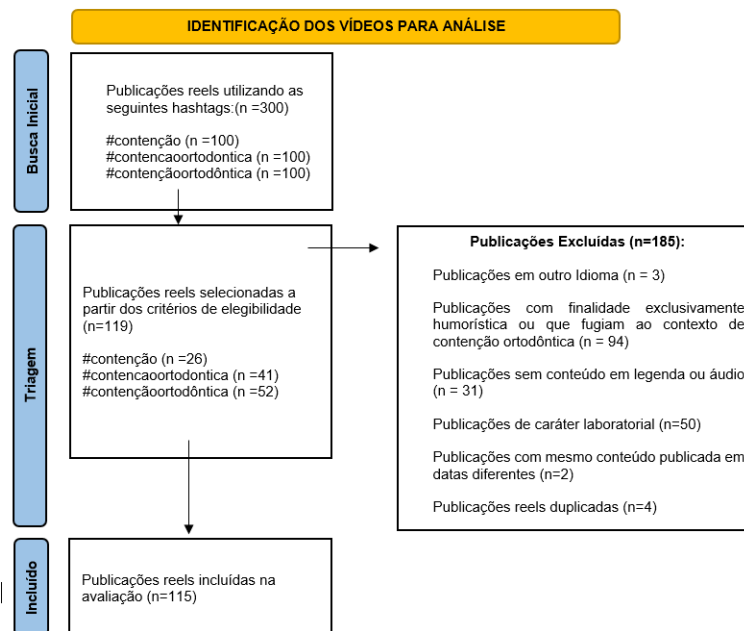 IDENTIFICAÇÃO DOS VÍDEOS PARA ANÁLISE
Busca Inicial
Publicações reels utilizando as
seguintes hashtags:(n =300)
#contenção (n =100)
#contencaoortodontica (n =100)
#contençãoortodôntica (n =100)
Triagem
Publicações reels selecionadas a
partir dos critérios de elegibilidade
(n=119)
#contenção (n =26)
#contencaoortodontica (n =41)
#contençãoortodôntica (n =52)
Publicações Excluídas (n=185):
Publicações em outro Idioma (n = 3)
Publicações com finalidade exclusivamente
humorística ou que fugiam ao contexto de
contenção ortodôntica (n = 94)
Publicações sem conteúdo em legenda ou áudio
(n = 31)
Publicações de caráter laboratorial (n=50)
Publicações com mesmo conteúdo publicada em
datas diferentes (n=2)
Publicações reels duplicadas (n=4)
Incluído
Publicações reels incluídas na
avaliação (n=115)